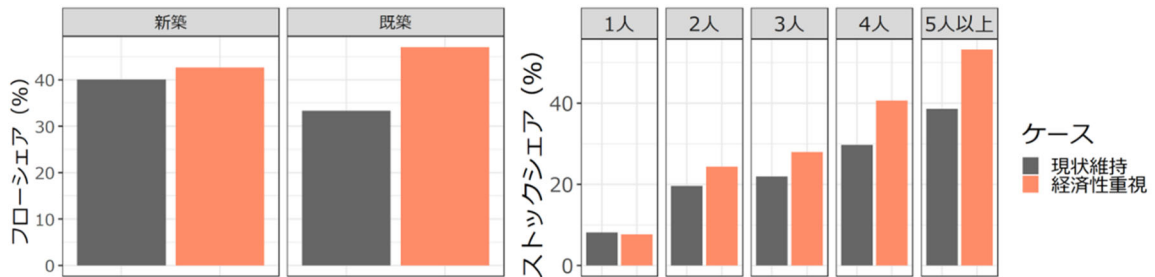 新築
既築
フローシェア (%)
40
30
20
10
0
1人
2人
3人
4人
5人以上
ストックシェア (%)
40
20
0
ケース
現状維持
経済性重視